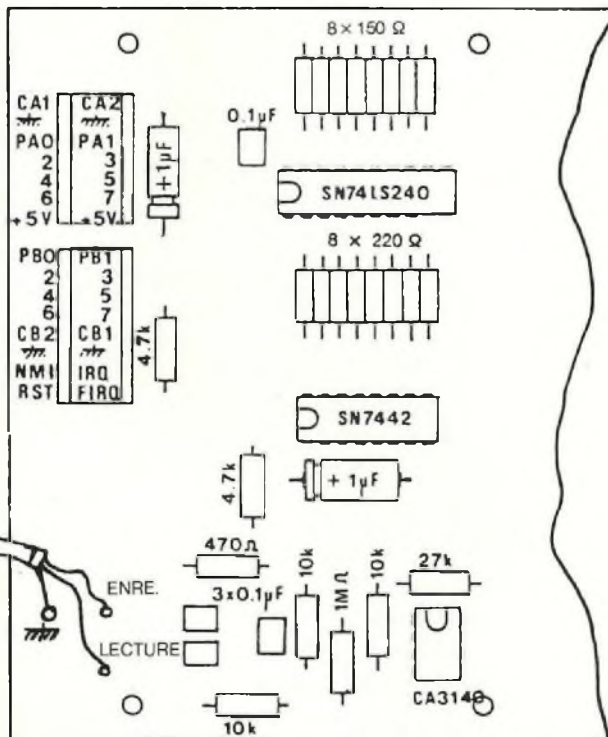 8 × 150 Ω
CA1 CA2
PA0 PA1
2 3
4 5
6 7
+5V +5V
+1µF
0.1µF
SN74LS240
8 × 220 Ω
PB0 PB1
2 3
4 5
6 7
CB2 CB1
NMI IRQ
RST FIRQ
4.7k
SN7442
4.7k
+ 1µF
470Ω
ENRE.
3x0.1µF
10k
1MΩ
10k
27k
LECTURE
CA3140
10k